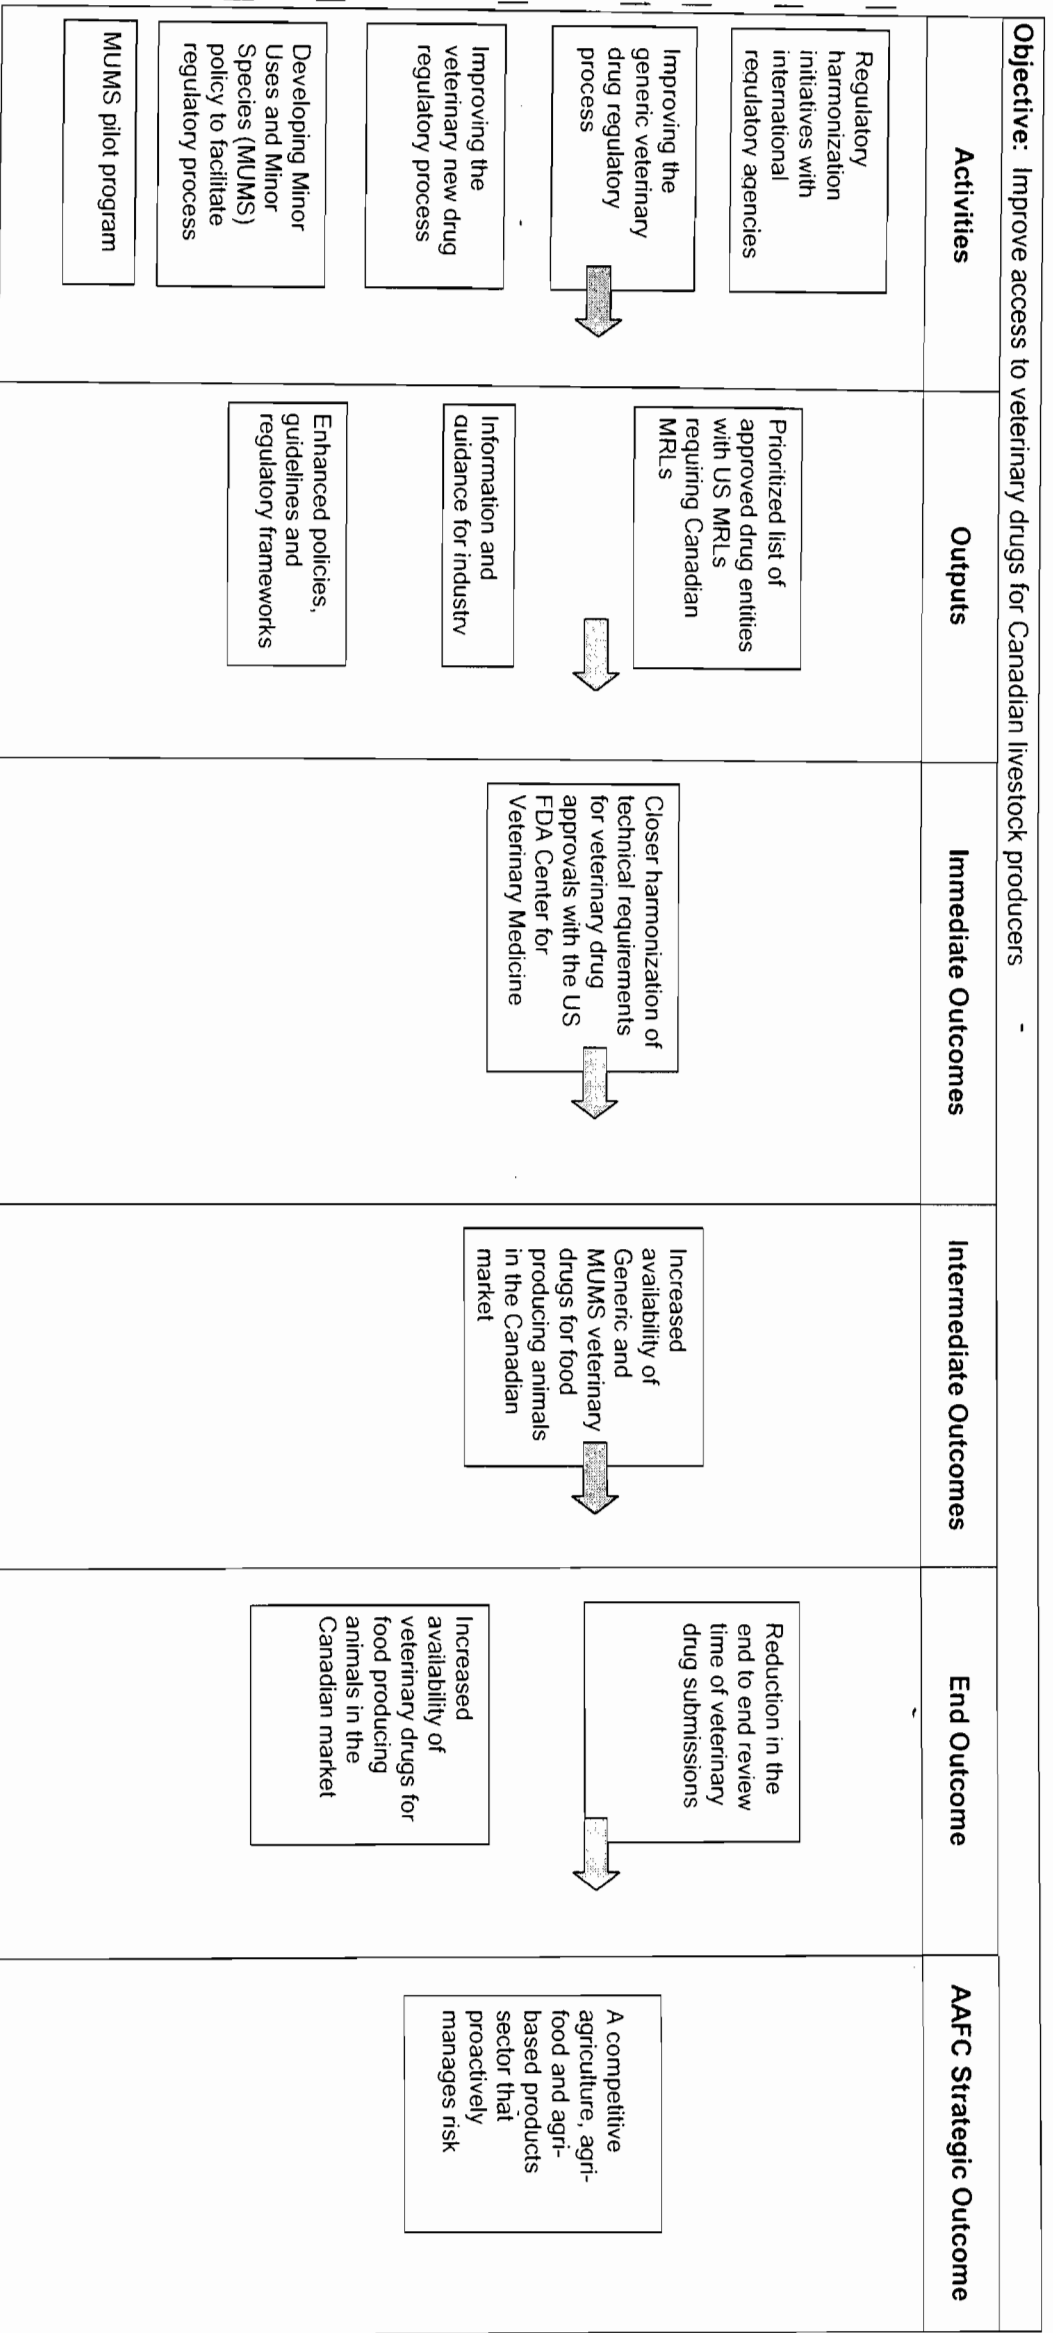 Objective: Improve access to veterinary drugs for Canadian livestock producers
Activities
Outputs
Immediate Outcomes
Intermediate Outcomes
End Outcome
AAFC Strategic Outcome
Regulatory
harmonization
initiatives with
international
regulatory agencies
Improving the
generic veterinary
drug regulatory
process
Improving the
veterinary new drug
regulatory process
Developing Minor
Uses and Minor
Species (MUMS)
policy to facilitate
regulatory process
MUMS pilot program
Prioritized list of
approved drug entities
with US MRLs
requiring Canadian
MRLs
Information and
guidance for industry
Enhanced policies,
guidelines and
regulatory frameworks
Closer harmonization of
technical requirements
for veterinary drug
approvals with the US
FDA Center for
Veterinary Medicine
Increased
availability of
Generic and
MUMS veterinary
drugs for food
producing animals
in the Canadian
market
Reduction in the
end to end review
time of veterinary
drug submissions
Increased
availability of
veterinary drugs for
food producing
animals in the
Canadian market
A competitive
agriculture, agri-
food and agri-
based products
sector that
proactively
manages risk